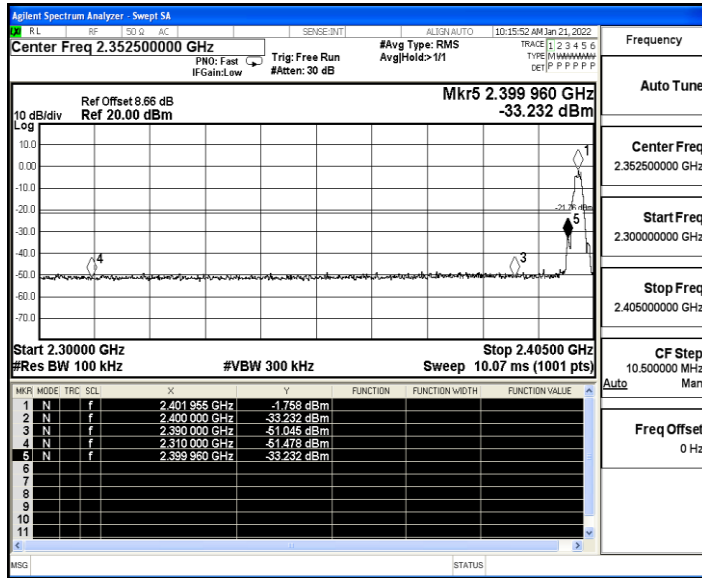 Agilent Spectrum Analyzer - Swept SA
RL RF 50 Ω AC SENSE:INT ALIGN AUTO 10:15:52 AM Jan 21, 2022
Center Freq 2.352500000 GHz #Avg Type: RMS TRACE 1 2 3 4 5 6
PNO: Fast Trig: Free Run Avg|Hold:>1/1 TYPE M W W W W W
IFGain:Low #Atten: 30 dB DET P P P P P P
Mkr5 2.399 960 GHz
Ref Offset 8.66 dB
10 dB/div Ref 20.00 dBm -33.232 dBm
Log
10.0
0.00
-10.0
-20.0
-30.0
-40.0
-50.0
-60.0
-70.0
1
-21.76 dBm
5
4
3
Start 2.30000 GHz Stop 2.40500 GHz
#Res BW 100 kHz #VBW 300 kHz Sweep 10.07 ms (1001 pts)
MKR MODE TRC SCL X Y FUNCTION FUNCTION WIDTH FUNCTION VALUE
1 N f 2.401 955 GHz -1.758 dBm
2 N f 2.400 000 GHz -33.232 dBm
3 N f 2.390 000 GHz -51.045 dBm
4 N f 2.310 000 GHz -51.478 dBm
5 N f 2.399 960 GHz -33.232 dBm
6
7
8
9
10
11
MSG STATUS
Frequency
Auto Tune
Center Freq
2.352500000 GHz
Start Freq
2.300000000 GHz
Stop Freq
2.405000000 GHz
CF Step
10.500000 MHz
Auto Man
Freq Offset
0 Hz